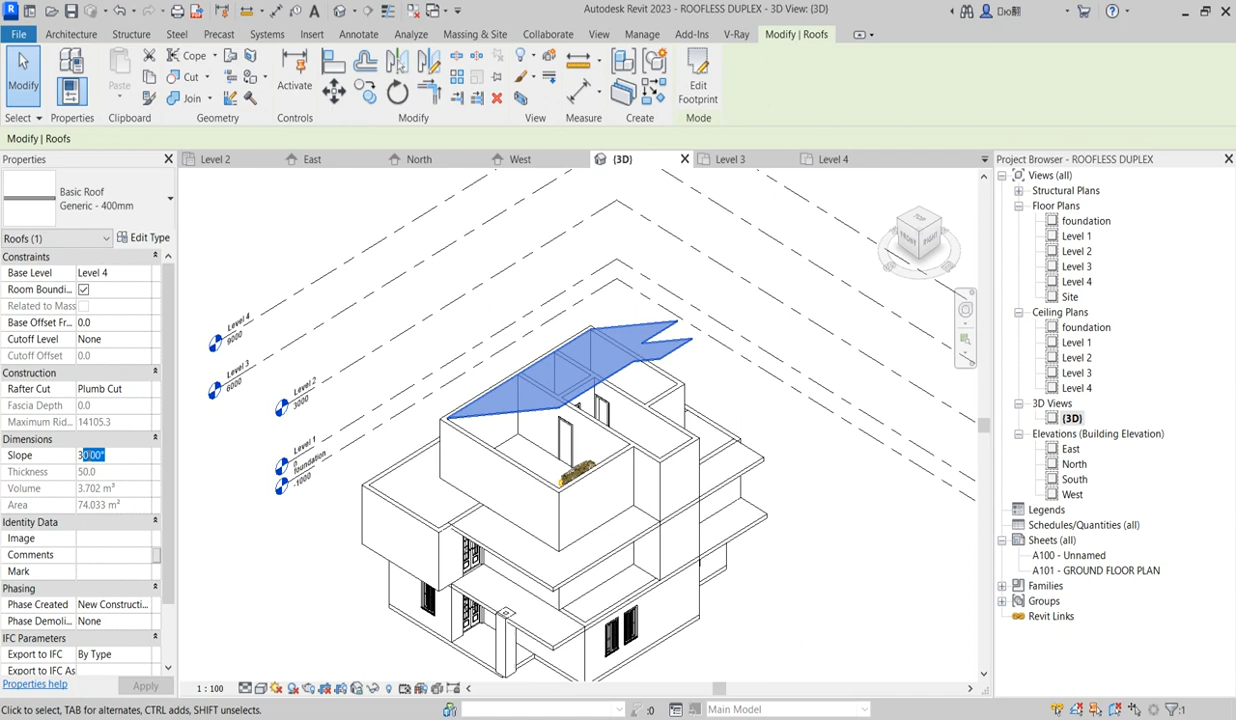 Autodesk Revit 2023 - ROOFLESS DUPLEX - 3D View: {3D}
File Architecture Structure Steel Precast Systems Insert Annotate Analyze Massing & Site Collaborate View Manage Add-Ins V-Ray Modify | Roofs
Modify
Properties
Paste
Cope
Cut
Join
Activate
Edit Footprint
Select Properties Clipboard Geometry Controls Modify View Measure Create Mode
Modify | Roofs
Properties
Level 2
East
North
West
{3D}
Level 3
Level 4
Project Browser - ROOFLESS DUPLEX
Basic Roof
Generic - 400mm
Roofs (1)
Edit Type
Constraints
Base Level Level 4
Room Boundi...
Related to Mass
Base Offset Fr... 0.0
Cutoff Level None
Cutoff Offset 0.0
Construction
Rafter Cut Plumb Cut
Fascia Depth 0.0
Maximum Rid... 14105.3
Dimensions
Slope 30.00°
Thickness 50.0
Volume 3.702 m³
Area 74.033 m²
Identity Data
Image
Comments
Mark
Phasing
Phase Created New Constructi...
Phase Demoli... None
IFC Parameters
Export to IFC By Type
Export to IFC As
Properties help
Apply
Level 4
9000
Level 3
6000
Level 2
3000
Level 1
0
foundation
-1000
TOP
FRONT
RIGHT
Views (all)
Structural Plans
Floor Plans
foundation
Level 1
Level 2
Level 3
Level 4
Site
Ceiling Plans
foundation
Level 1
Level 2
Level 3
Level 4
3D Views
{3D}
Elevations (Building Elevation)
East
North
South
West
Legends
Schedules/Quantities (all)
Sheets (all)
A100 - Unnamed
A101 - GROUND FLOOR PLAN
Families
Groups
Revit Links
1 : 100
Click to select, TAB for alternates, CTRL adds, SHIFT unselects.
:0
Main Model
:1